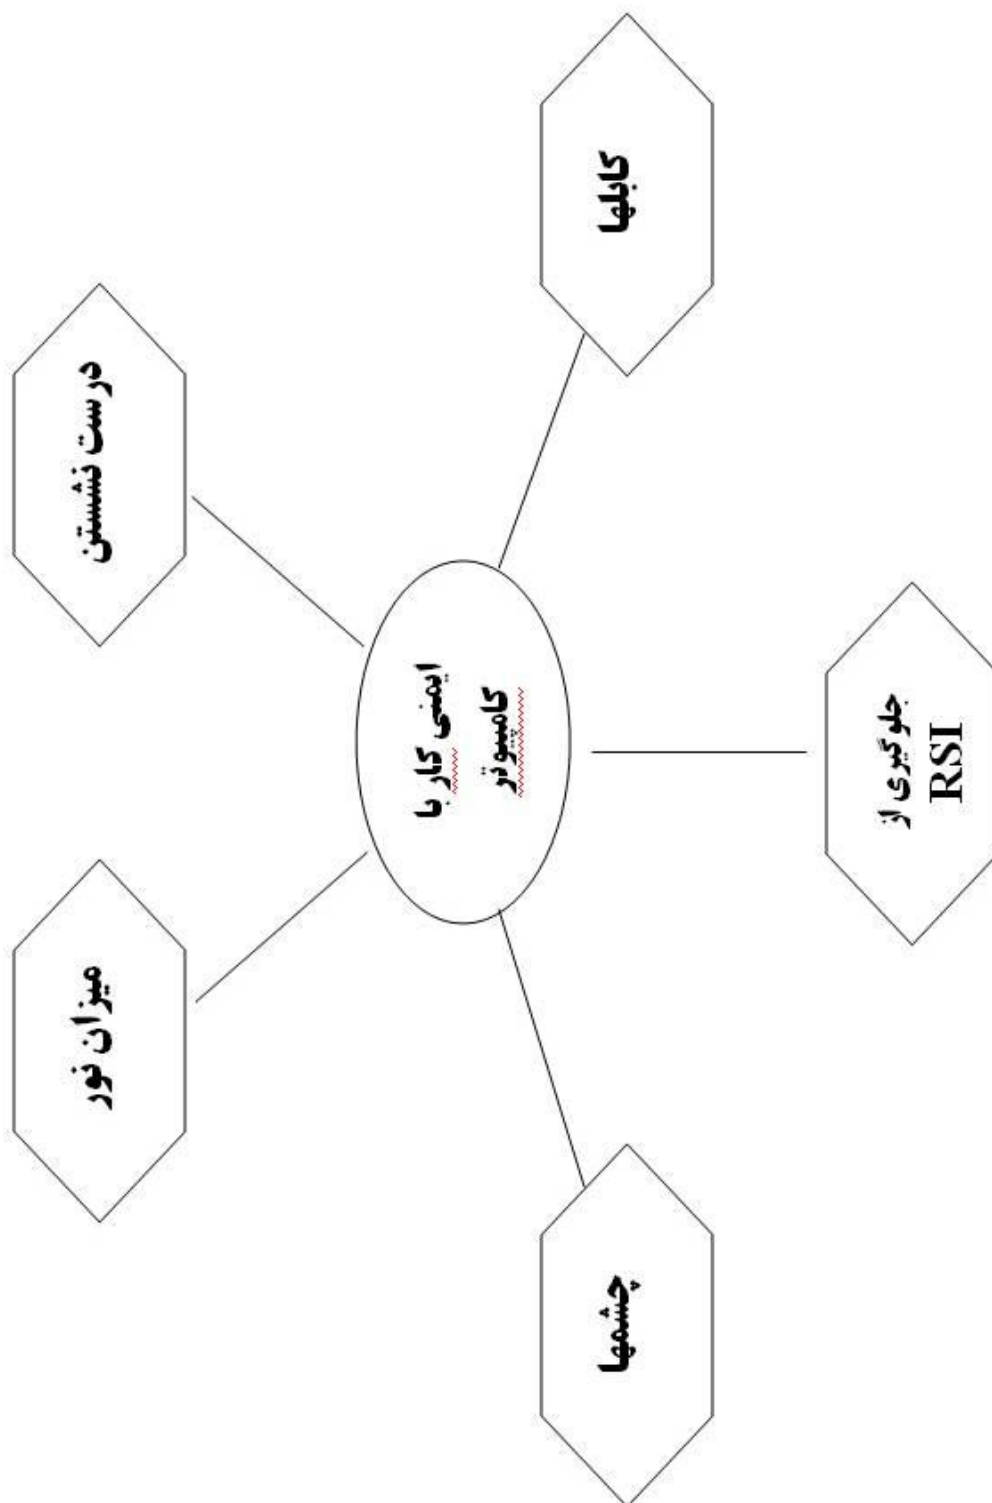 درست نشستن
میزان نور
ایمنی کار با
کامپیوتر
کابلها
چشمها
جلوگیری از
RSI